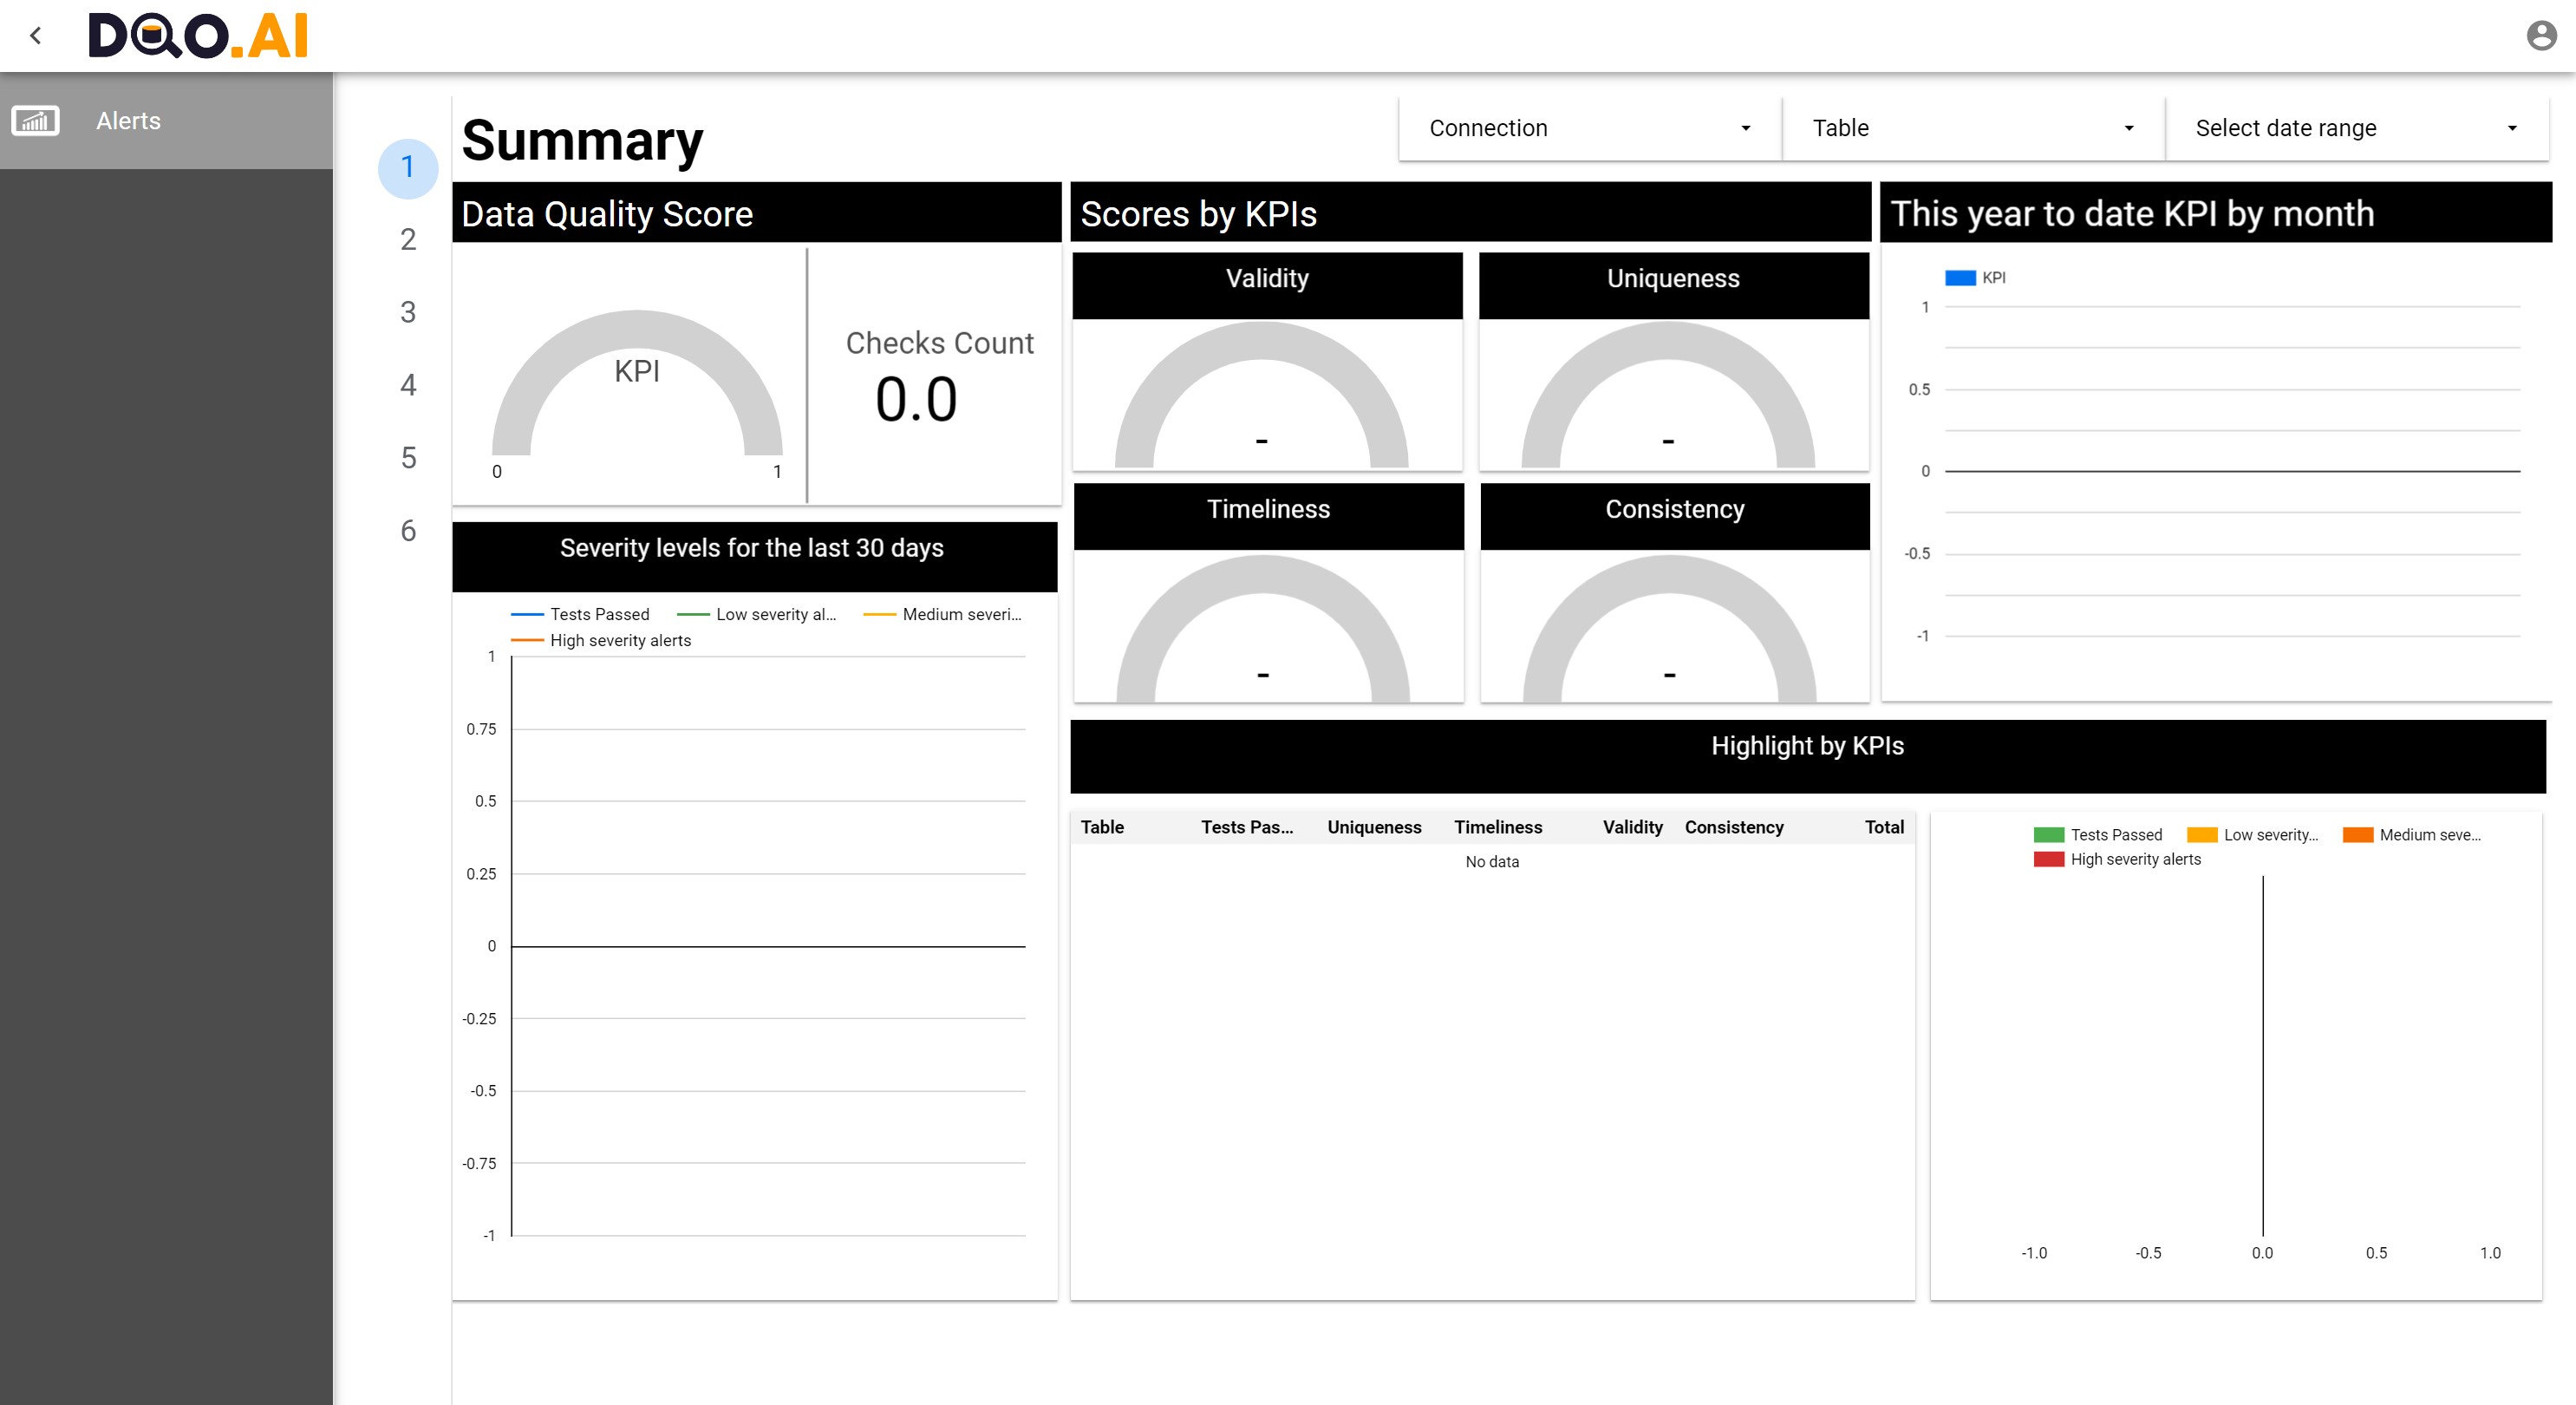 DQO.AI
Alerts
1
2
3
4
5
6
Summary
Connection
Table
Select date range
Data Quality Score
KPI
0
1
Checks Count
0.0
Severity levels for the last 30 days
Tests Passed
Low severity al...
Medium severi...
High severity alerts
1
0.75
0.5
0.25
0
-0.25
-0.5
-0.75
-1
Scores by KPIs
Validity
-
Uniqueness
-
Timeliness
-
Consistency
-
This year to date KPI by month
KPI
1
0.5
0
-0.5
-1
Highlight by KPIs
Table Tests Pas... Uniqueness Timeliness Validity Consistency Total
No data
Tests Passed
Low severity...
Medium seve...
High severity alerts
-1.0 -0.5 0.0 0.5 1.0